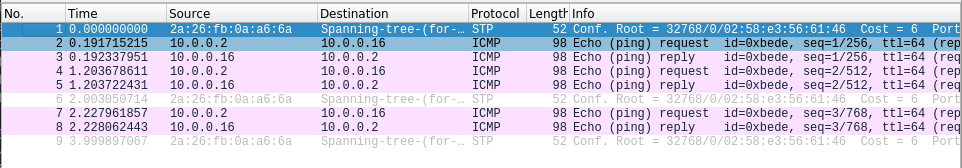 No. Time Source Destination Protocol Length Info
1 0.000000000 2a:26:fb:0a:a6:6a Spanning-tree-(for-… STP 52 Conf. Root = 32768/0/02:58:e3:56:61:46 Cost = 6 Port
2 0.191715215 10.0.0.2 10.0.0.16 ICMP 98 Echo (ping) request id=0xbede, seq=1/256, ttl=64 (rep
3 0.192337951 10.0.0.16 10.0.0.2 ICMP 98 Echo (ping) reply id=0xbede, seq=1/256, ttl=64 (req
4 1.203678611 10.0.0.2 10.0.0.16 ICMP 98 Echo (ping) request id=0xbede, seq=2/512, ttl=64 (rep
5 1.203722431 10.0.0.16 10.0.0.2 ICMP 98 Echo (ping) reply id=0xbede, seq=2/512, ttl=64 (req
6 2.003050714 2a:26:fb:0a:a6:6a Spanning-tree-(for-… STP 52 Conf. Root = 32768/0/02:58:e3:56:61:46 Cost = 6 Port
7 2.227961857 10.0.0.2 10.0.0.16 ICMP 98 Echo (ping) request id=0xbede, seq=3/768, ttl=64 (rep
8 2.228062443 10.0.0.16 10.0.0.2 ICMP 98 Echo (ping) reply id=0xbede, seq=3/768, ttl=64 (req
9 3.999897067 2a:26:fb:0a:a6:6a Spanning-tree-(for-… STP 52 Conf. Root = 32768/0/02:58:e3:56:61:46 Cost = 6 Port